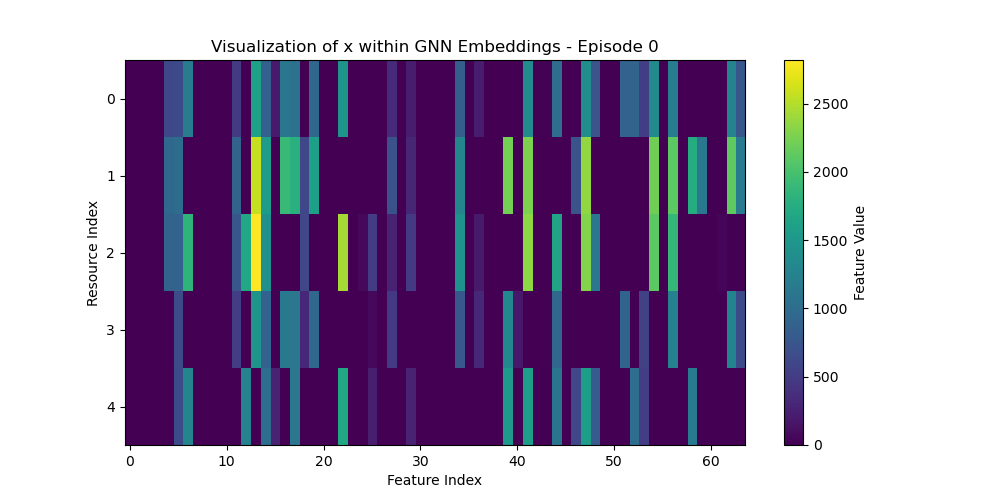 Visualization of x within GNN Embeddings - Episode 0
Resource Index
0
1
2
3
4
0 10 20 30 40 50 60
Feature Index
2500
2000
1500
1000
500
0
Feature Value